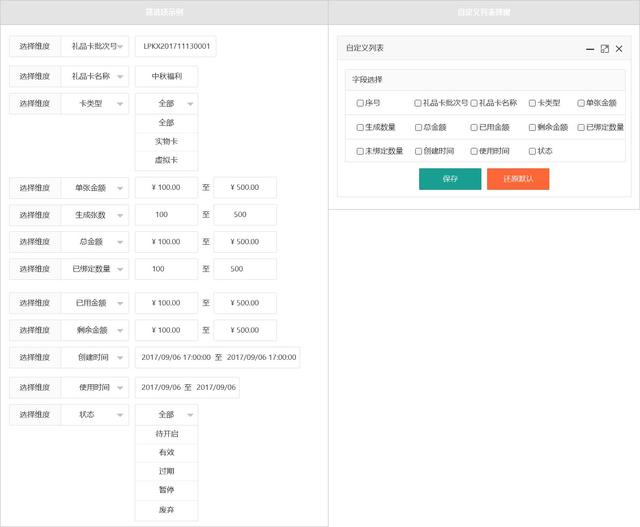 筛选项示例
选择维度 礼品卡批次号 LPKX201711130001
选择维度 礼品卡名称 中秋福利
选择维度 卡类型 全部
全部
实物卡
虚拟卡
选择维度 单张金额 ¥ 100.00 至 ¥ 500.00
选择维度 生成张数 100 至 500
选择维度 总金额 ¥ 100.00 至 ¥ 500.00
选择维度 已绑定数量 100 至 500
选择维度 已用金额 ¥ 100.00 至 ¥ 500.00
选择维度 剩余金额 ¥ 100.00 至 ¥ 500.00
选择维度 创建时间 2017/09/06 17:00:00 至 2017/09/06 17:00:00
选择维度 使用时间 2017/09/06 至 2017/09/06
选择维度 状态 全部
待开启
有效
过期
暂停
废弃
自定义列表弹窗
自定义列表
字段选择
序号 礼品卡批次号 礼品卡名称 卡类型 单张金额
生成数量 总金额 已用金额 剩余金额 已绑定数量
未绑定数量 创建时间 使用时间 状态
保存 还原默认